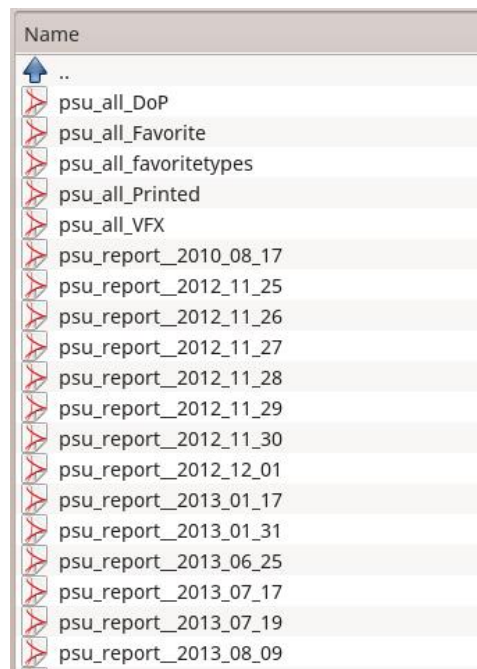 Name
..
psu_all_DoP
psu_all_Favorite
psu_all_favoritetypes
psu_all_Printed
psu_all_VFX
psu_report__2010_08_17
psu_report__2012_11_25
psu_report__2012_11_26
psu_report__2012_11_27
psu_report__2012_11_28
psu_report__2012_11_29
psu_report__2012_11_30
psu_report__2012_12_01
psu_report__2013_01_17
psu_report__2013_01_31
psu_report__2013_06_25
psu_report__2013_07_17
psu_report__2013_07_19
psu_report__2013_08_09